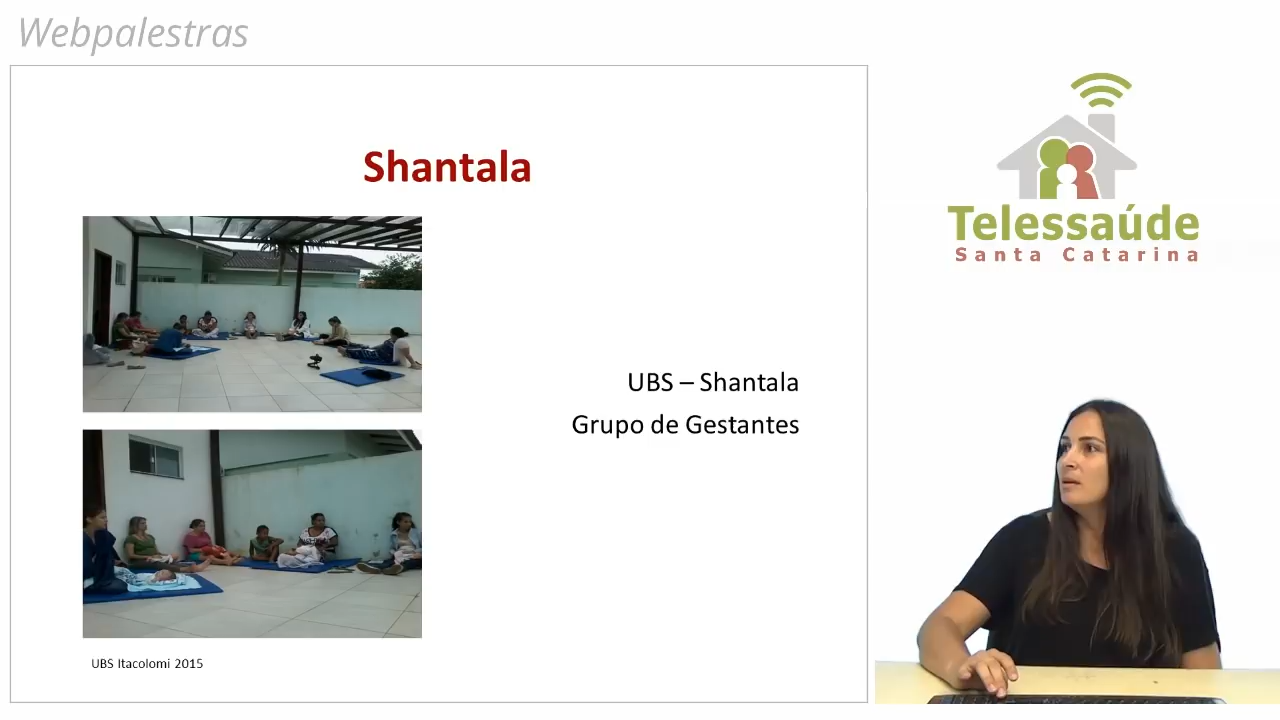 Webpalestras
Shantala
UBS – Shantala
Grupo de Gestantes
UBS Itacolomi 2015
Telessaúde
Santa Catarina